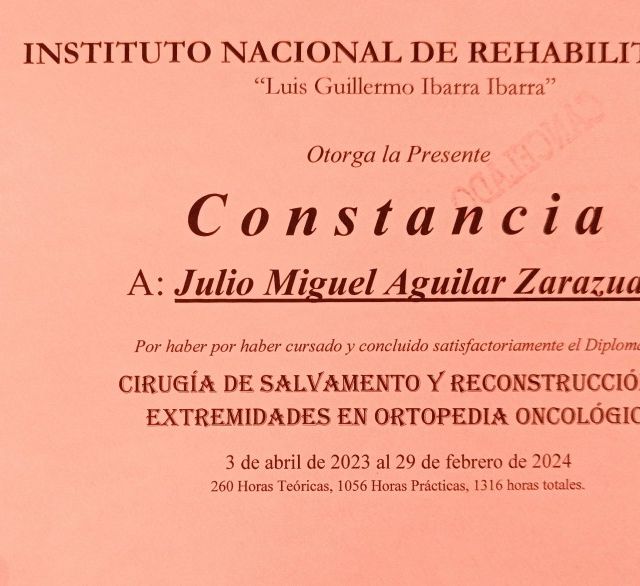 INSTITUTO NACIONAL DE REHABILIT
“Luis Guillermo Ibarra Ibarra”
CANCELADO
Otorga la Presente
Constancia
A: Julio Miguel Aguilar Zarazua
Por haber por haber cursado y concluido satisfactoriamente el Diploma
CIRUGÍA DE SALVAMENTO Y RECONSTRUCCIÓ
EXTREMIDADES EN ORTOPEDIA ONCOLÓGIC
3 de abril de 2023 al 29 de febrero de 2024
260 Horas Teóricas, 1056 Horas Prácticas, 1316 horas totales.